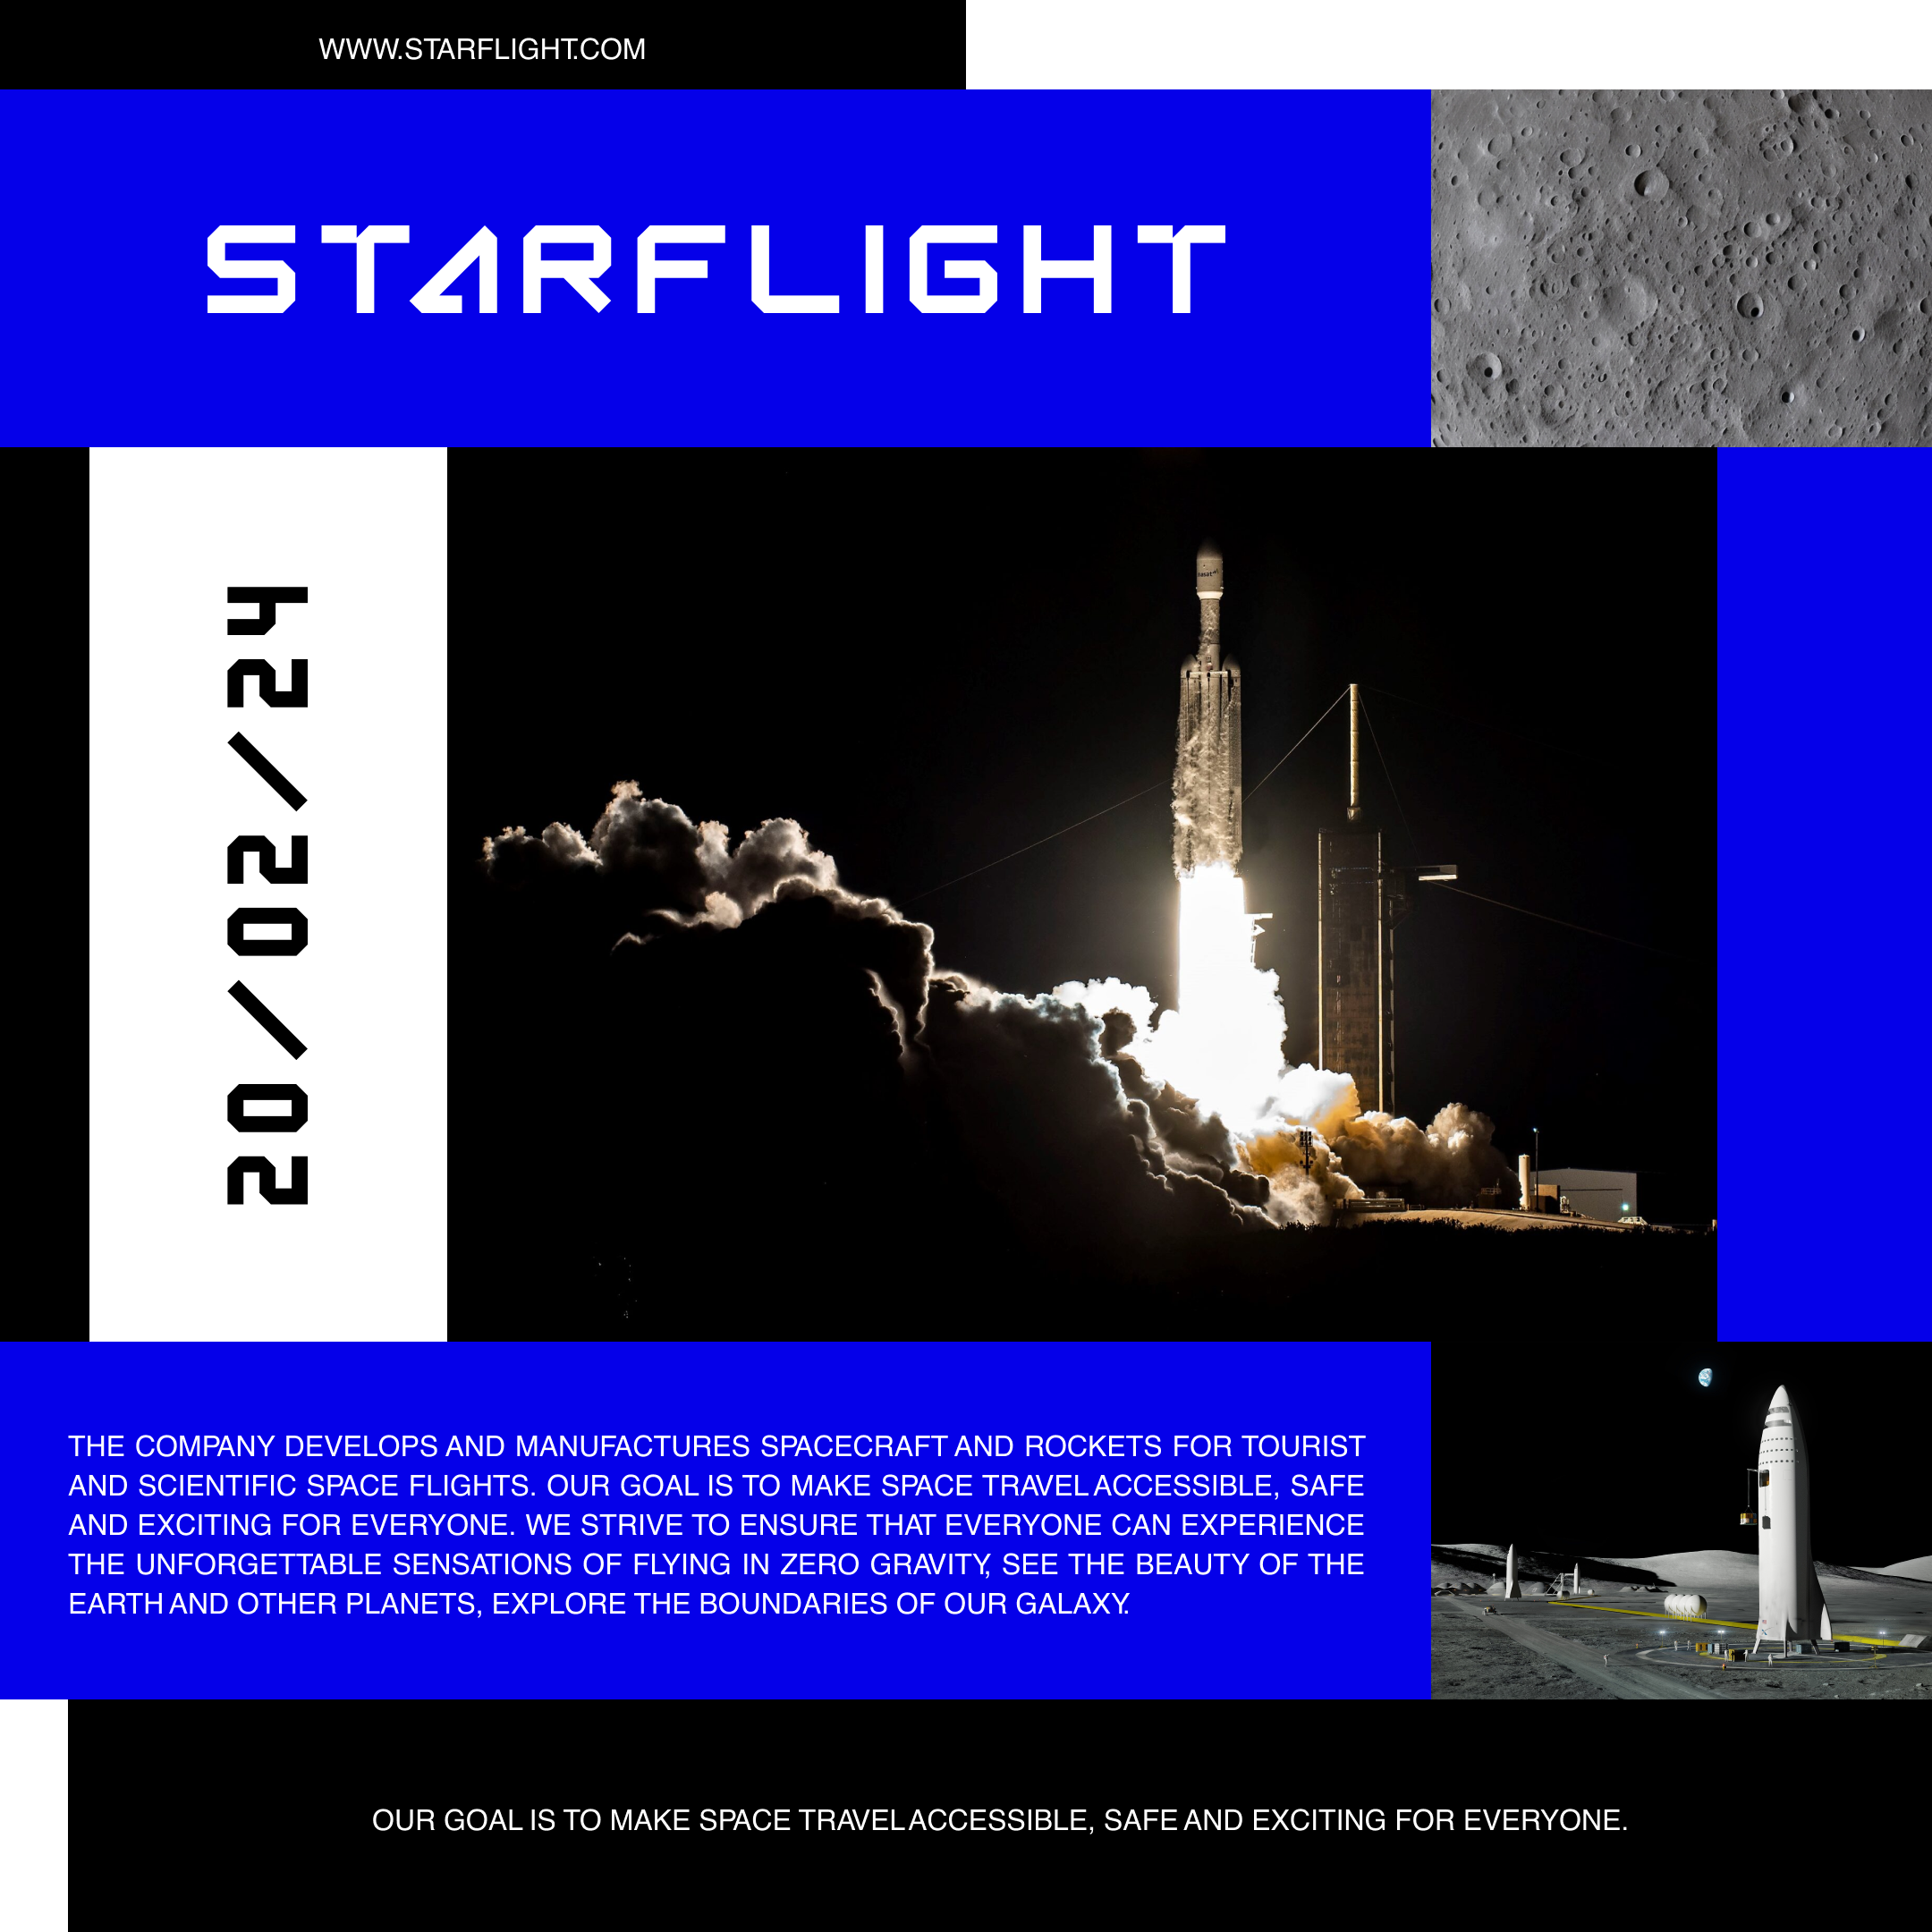 WWW.STARFLIGHT.COM
STARFLIGHT
20/02/24
THE COMPANY DEVELOPS AND MANUFACTURES SPACECRAFT AND ROCKETS FOR TOURIST
AND SCIENTIFIC SPACE FLIGHTS. OUR GOAL IS TO MAKE SPACE TRAVEL ACCESSIBLE, SAFE
AND EXCITING FOR EVERYONE. WE STRIVE TO ENSURE THAT EVERYONE CAN EXPERIENCE
THE UNFORGETTABLE SENSATIONS OF FLYING IN ZERO GRAVITY, SEE THE BEAUTY OF THE
EARTH AND OTHER PLANETS, EXPLORE THE BOUNDARIES OF OUR GALAXY.
OUR GOAL IS TO MAKE SPACE TRAVEL ACCESSIBLE, SAFE AND EXCITING FOR EVERYONE.